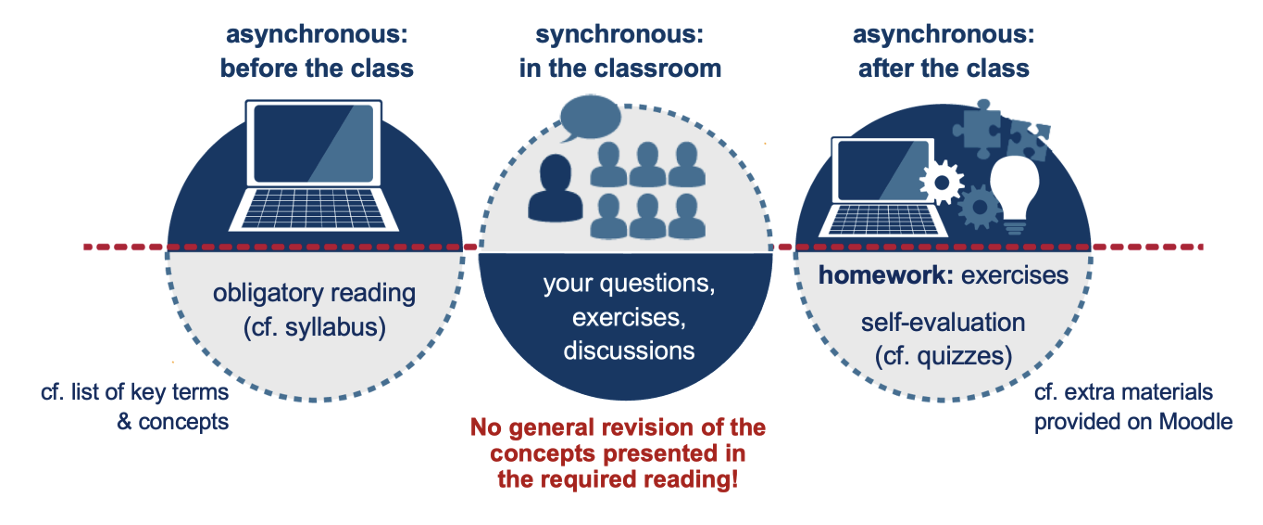 asynchronous:
before the class
synchronous:
in the classroom
asynchronous:
after the class
obligatory reading
(cf. syllabus)
cf. list of key terms
& concepts
your questions,
exercises,
discussions
No general revision of the
concepts presented in
the required reading!
homework: exercises
self-evaluation
(cf. quizzes)
cf. extra materials
provided on Moodle